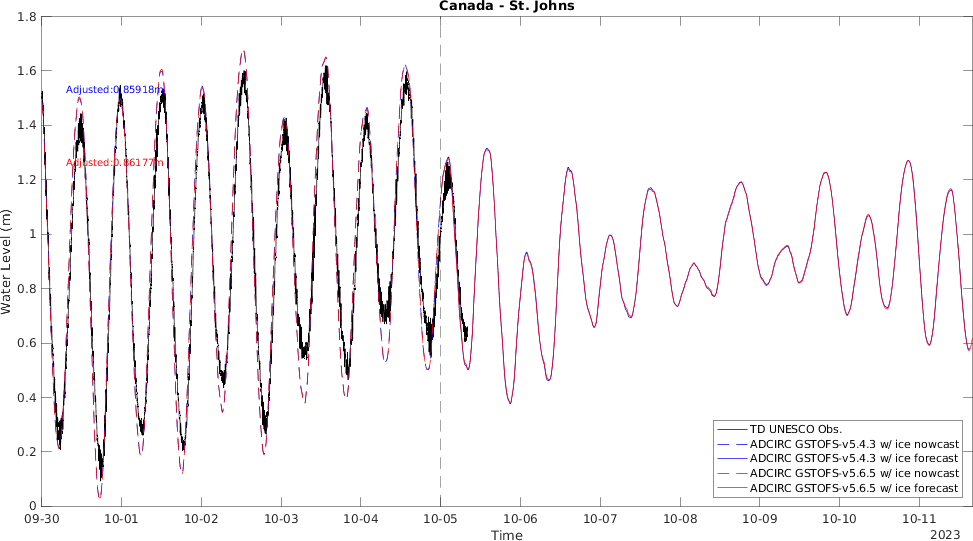 Canada - St. Johns
1.8
1.6
1.4
1.2
1
0.8
0.6
0.4
0.2
0
Water Level (m)
Adjusted:0.85918m
Adjusted:0.86177m
TD UNESCO Obs.
ADCIRC GSTOFS-v5.4.3 w/ ice nowcast
ADCIRC GSTOFS-v5.4.3 w/ ice forecast
ADCIRC GSTOFS-v5.6.5 w/ ice nowcast
ADCIRC GSTOFS-v5.6.5 w/ ice forecast
09-30 10-01 10-02 10-03 10-04 10-05 10-06 10-07 10-08 10-09 10-10 10-11
Time
2023